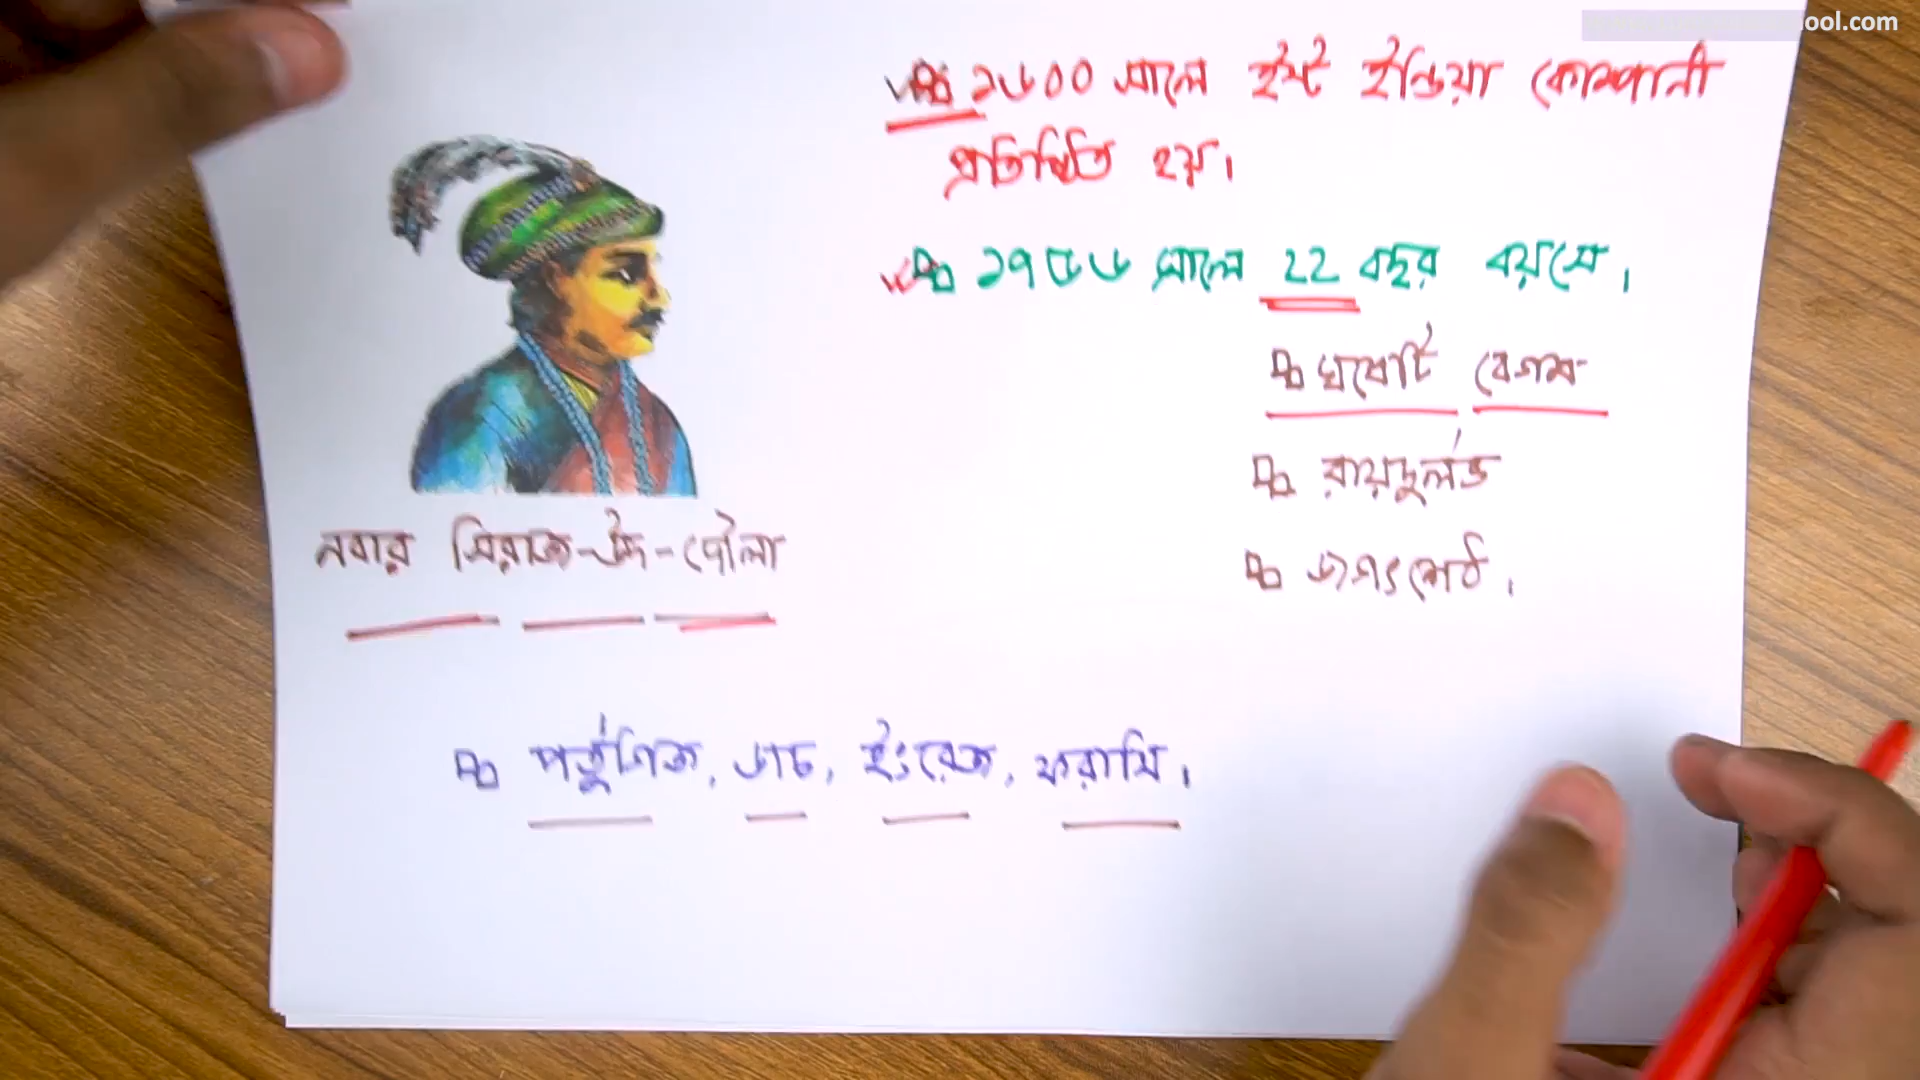 ool.com
১৬০০ সালে ইস্ট ইন্ডিয়া কোম্পানী
প্রতিষ্ঠিত হয়।
১৭৫৬ সালে 22 বছর বয়সে।
ঘষেটি বেগম
রায়দুর্লভ
জগৎশেঠ।
নবাব সিরাজ-উদ-দৌলা
পর্তুগিজ, ডাচ, ইংরেজ, ফরাসি।